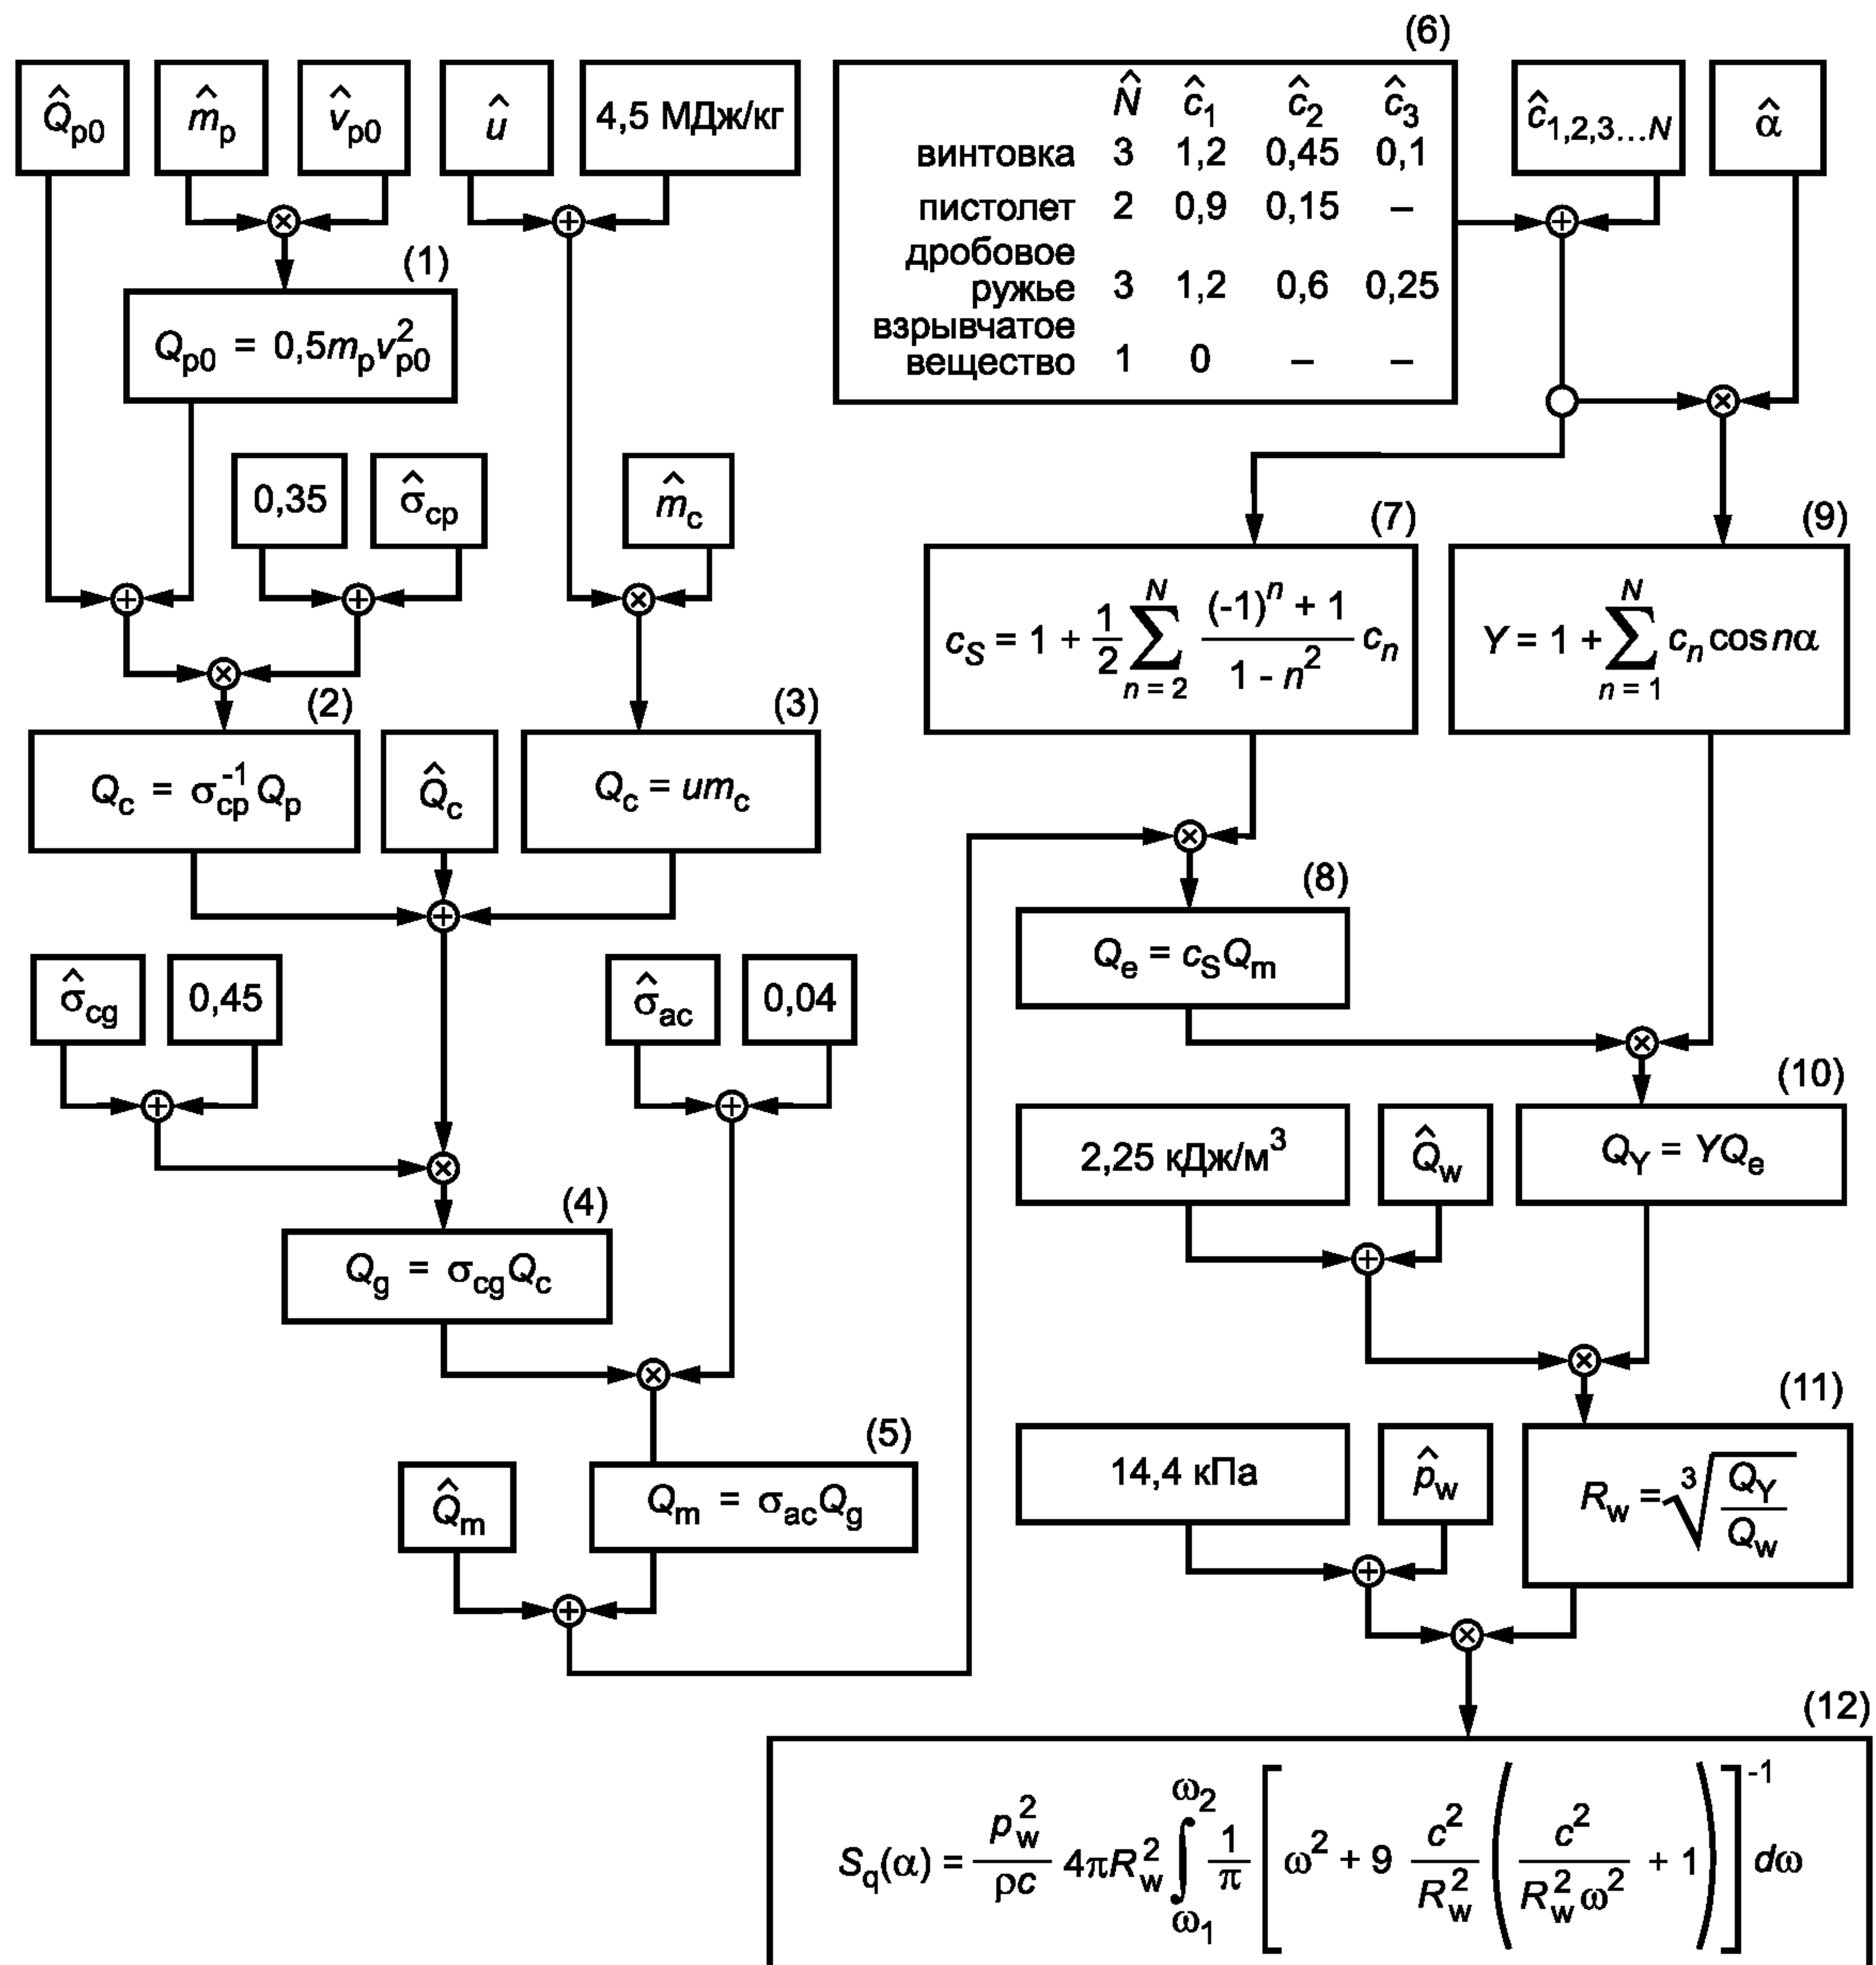 (6)
Q̂p0 m̂p v̂p0 û 4,5 МДж/кг
N̂ ĉ1 ĉ2 ĉ3
винтовка 3 1,2 0,45 0,1
пистолет 2 0,9 0,15 –
дробовое
ружье 3 1,2 0,6 0,25
взрывчатое
вещество 1 0 – –
ĉ1,2,3...N α̂
(1)
Qp0 = 0,5mpv²p0
0,35 σ̂cp m̂c
(7)
cS = 1 + 1/2 ∑(n = 2, N) ((-1)ⁿ + 1)/(1 - n²) cn
(9)
Y = 1 + ∑(n = 1, N) cn cos nα
(2)
Qc = σcp⁻¹Qp
Q̂c
(3)
Qc = umc
(8)
Qe = cSQm
σ̂cg 0,45 σ̂ac 0,04
(10)
2,25 кДж/м³ Q̂w QY = YQe
(4)
Qg = σcgQc
(11)
14,4 кПа p̂w Rw = ∛(QY/Qw)
(5)
Q̂m Qm = σacQg
(12)
Sq(α) = p²w/ρc 4πR²w ∫(ω1, ω2) 1/π [ω² + 9 c²/R²w (c²/(R²wω²) + 1)]⁻¹ dω